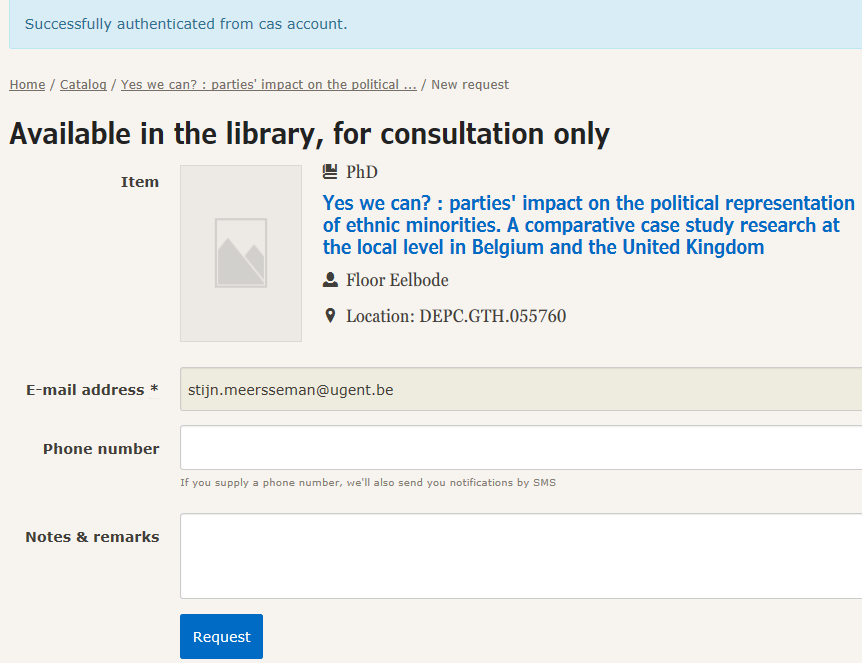 Successfully authenticated from cas account.
Home / Catalog / Yes we can? : parties' impact on the political ... / New request
Available in the library, for consultation only
Item
PhD
Yes we can? : parties' impact on the political representation
of ethnic minorities. A comparative case study research at
the local level in Belgium and the United Kingdom
Floor Eelbode
Location: DEPC.GTH.055760
E-mail address *
stijn.meersseman@ugent.be
Phone number
If you supply a phone number, we'll also send you notifications by SMS
Notes & remarks
Request